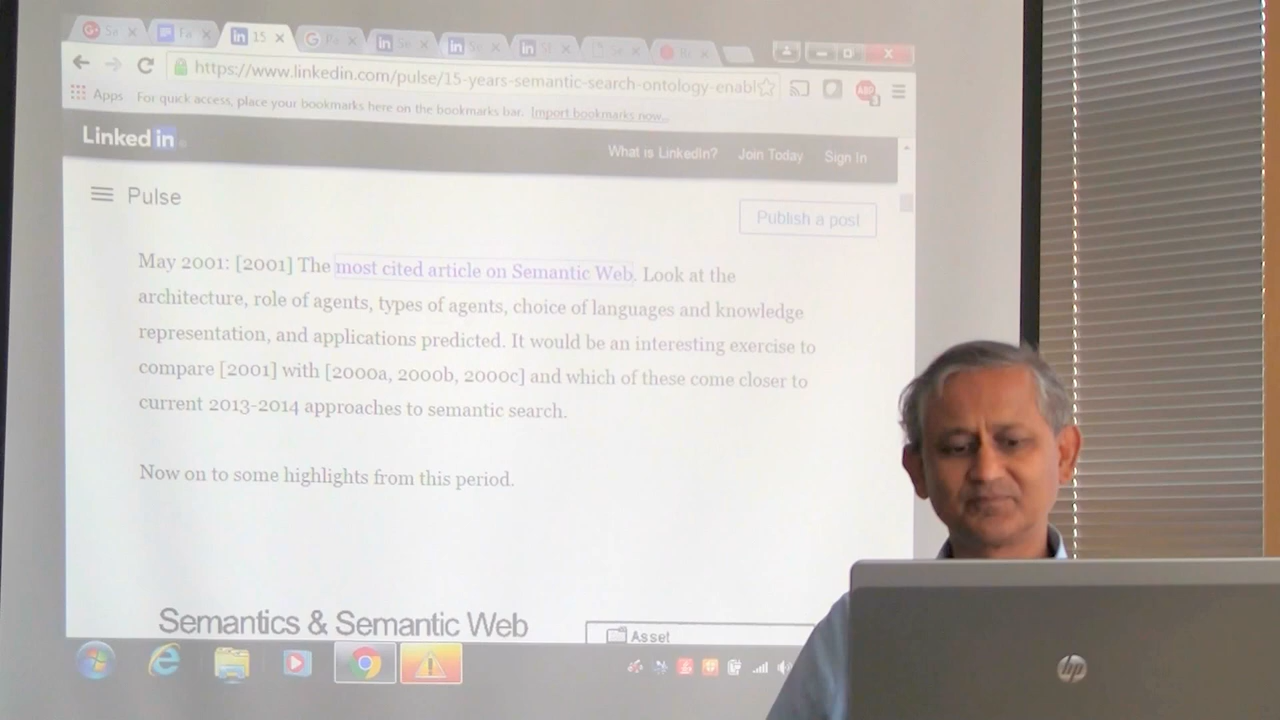 15
https://www.linkedin.com/pulse/15-years-semantic-search-ontology-enabl
ABP
Apps For quick access, place your bookmarks here on the bookmarks bar. Import bookmarks now...
Linked in
What is LinkedIn? Join Today Sign In
Pulse
Publish a post
May 2001: [2001] The most cited article on Semantic Web. Look at the
architecture, role of agents, types of agents, choice of languages and knowledge
representation, and applications predicted. It would be an interesting exercise to
compare [2001] with [2000a, 2000b, 2000c] and which of these come closer to
current 2013-2014 approaches to semantic search.
Now on to some highlights from this period.
Semantics & Semantic Web
Asset
hp